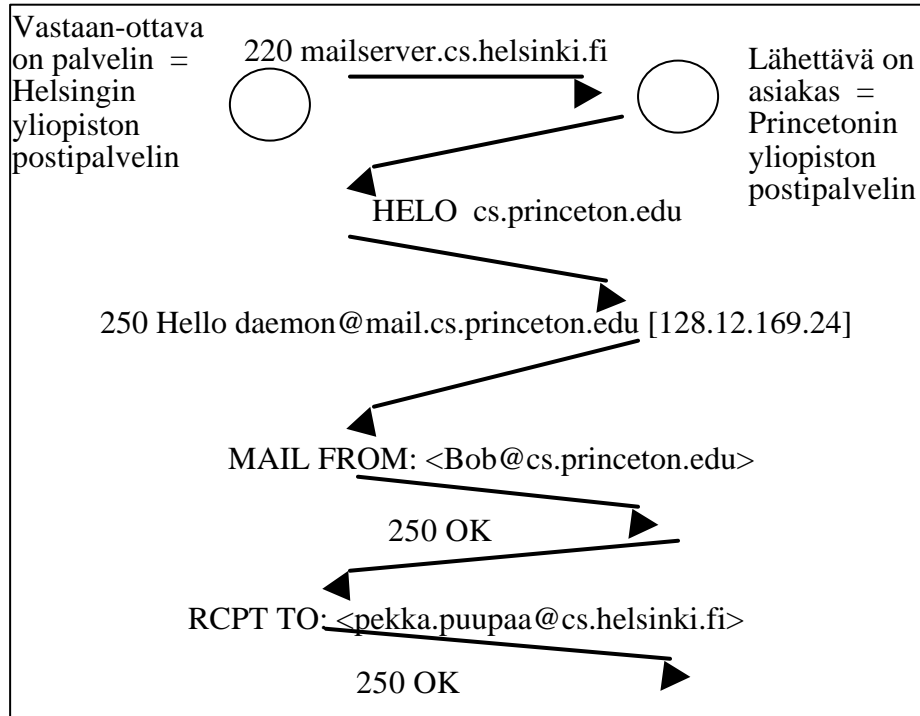 Vastaan-ottava
on palvelin =
Helsingin
yliopiston
postipalvelin
220 mailserver.cs.helsinki.fi
Lähettävä on
asiakas =
Princetonin
yliopiston
postipalvelin
HELO cs.princeton.edu
250 Hello daemon@mail.cs.princeton.edu [128.12.169.24]
MAIL FROM: <Bob@cs.princeton.edu>
250 OK
RCPT TO: <pekka.puupaa@cs.helsinki.fi>
250 OK